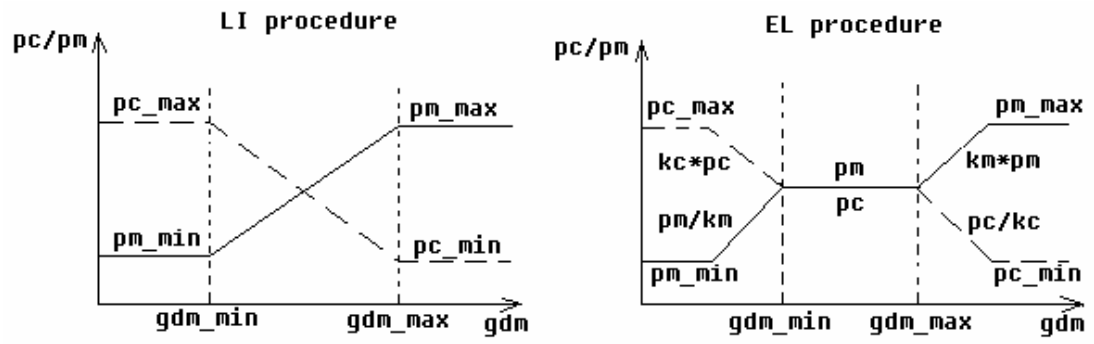 LI procedure
pc/pm
pc_max
pm_max
pm_min
pc_min
gdm_min
gdm_max
gdm
EL procedure
pc/pm
pc_max
pm_max
kc*pc
pm
km*pm
pm/km
pc
pc/kc
pm_min
pc_min
gdm_min
gdm_max
gdm